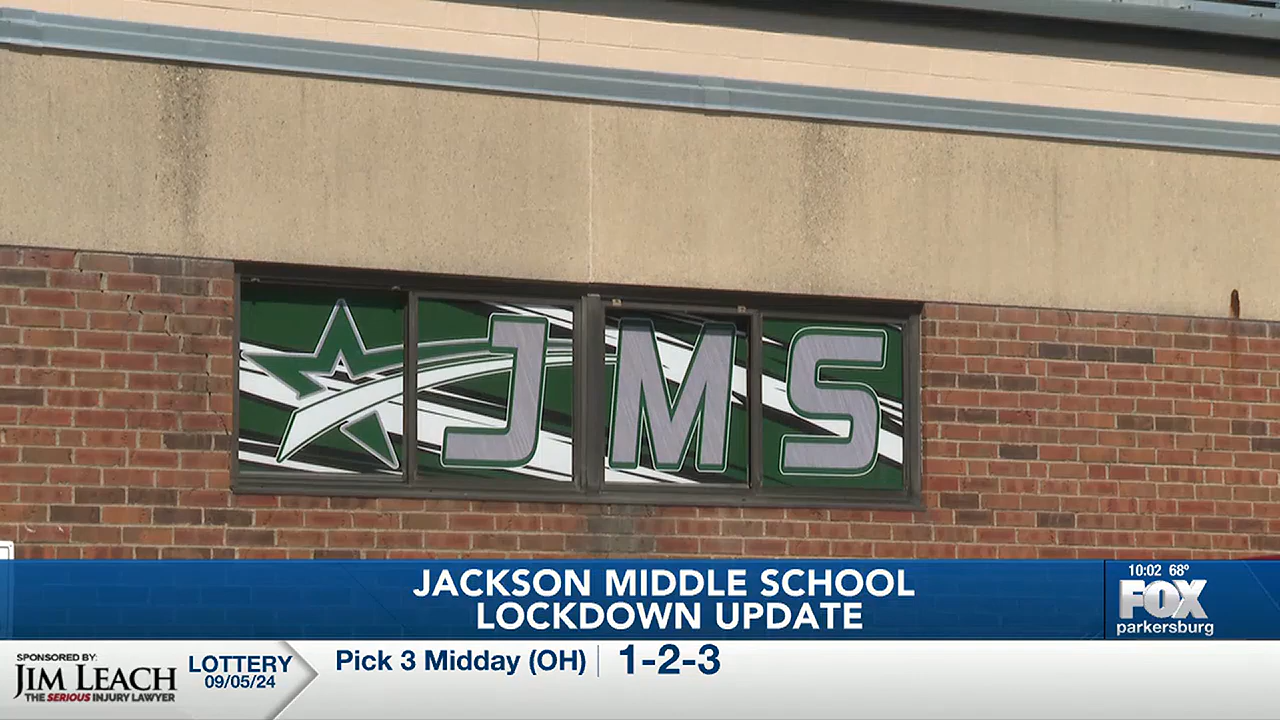 JMS
JACKSON MIDDLE SCHOOL
LOCKDOWN UPDATE
10:02 68°
FOX
parkersburg
SPONSORED BY:
JIM LEACH
THE SERIOUS INJURY LAWYER
LOTTERY
09/05/24
Pick 3 Midday (OH)
1-2-3